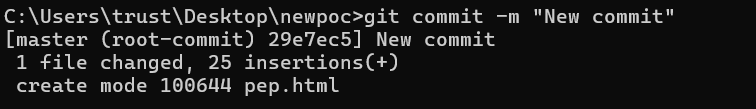 C:\Users\trust\Desktop\newpoc>git commit -m "New commit"
[master (root-commit) 29e7ec5] New commit
 1 file changed, 25 insertions(+)
 create mode 100644 pep.html